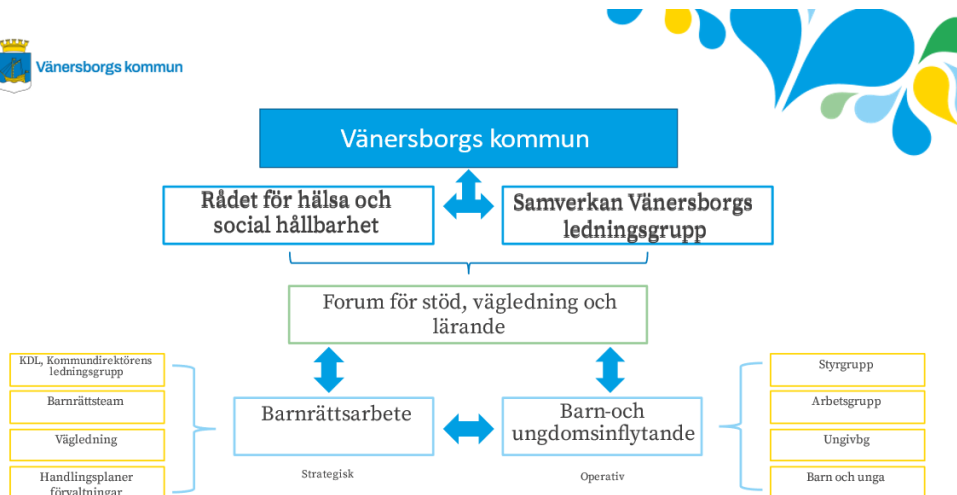 Vänersborgs kommun
Vänersborgs kommun
Rådet för hälsa och
social hållbarhet
Samverkan Vänersborgs
ledningsgrupp
Forum för stöd, vägledning och
lärande
KDL, Kommundirektörens
ledningsgrupp
Barnrättsteam
Vägledning
Handlingsplaner
förvaltningar
Barnrättsarbete
Strategisk
Barn-och
ungdomsinflytande
Operativ
Styrgrupp
Arbetsgrupp
Ungivbg
Barn och unga